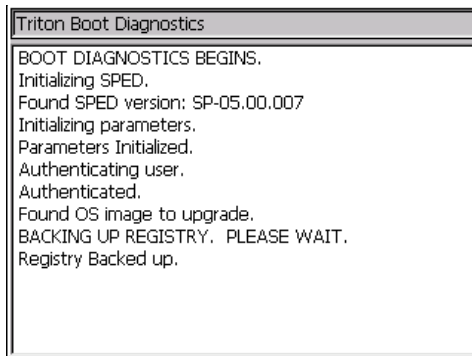 Triton Boot Diagnostics
BOOT DIAGNOSTICS BEGINS.
Initializing SPED.
Found SPED version: SP-05.00.007
Initializing parameters.
Parameters Initialized.
Authenticating user.
Authenticated.
Found OS image to upgrade.
BACKING UP REGISTRY.  PLEASE WAIT.
Registry Backed up.